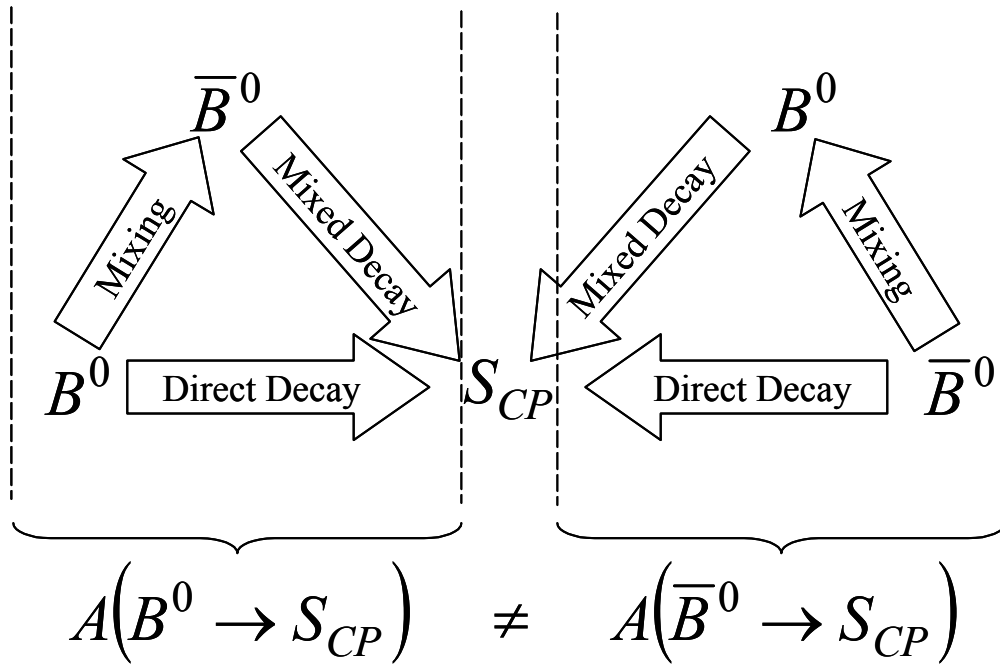 B̅⁰ B⁰
Mixing Mixed Decay Mixed Decay Mixing
B⁰ Direct Decay S_CP Direct Decay B̅⁰
A(B⁰ → S_CP) ≠ A(B̅⁰ → S_CP)